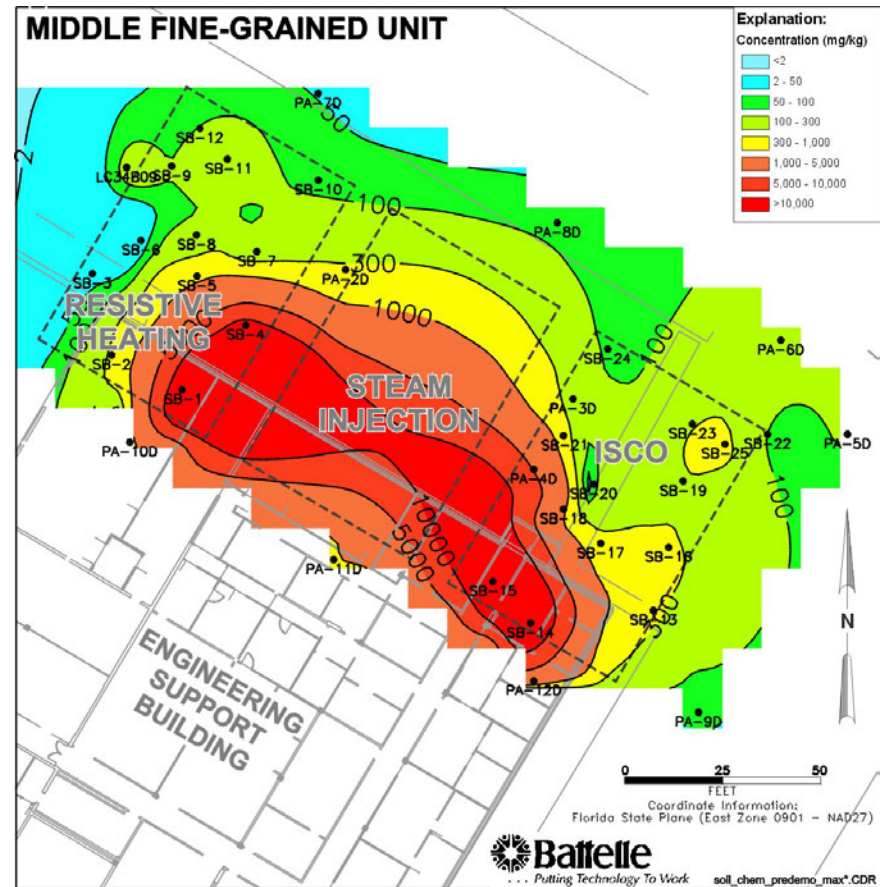 MIDDLE FINE-GRAINED UNIT
Explanation:
Concentration (mg/kg)
<2
2 - 50
50 - 100
100 - 300
300 - 1,000
1,000 - 5,000
5,000 - 10,000
>10,000
PA-7D
50
SB-12
2
LC34B09
SB-9
SB-11
SB-10
100
PA-8D
SB-6
SB-8
SB-7
300
PA-2D
SB-3
SB-5
1000
RESISTIVE
HEATING
SB-4
SB-2
SB-24
100
PA-6D
SB-1
STEAM
INJECTION
PA-3D
SB-23
SB-22
PA-5D
PA-10D
SB-21
ISCO
SB-25
PA-4D
SB-20
SB-19
100
10000
SB-18
5000
SB-17
SB-16
PA-11D
SB-15
SB-13
300
SB-14
N
ENGINEERING
SUPPORT
BUILDING
PA-12D
PA-9D
0 25 50
FEET
Coordinate Information:
Florida State Plane (East Zone 0901 - NAD27)
Battelle
... Putting Technology To Work
soil_chem_predemo_max*.CDR